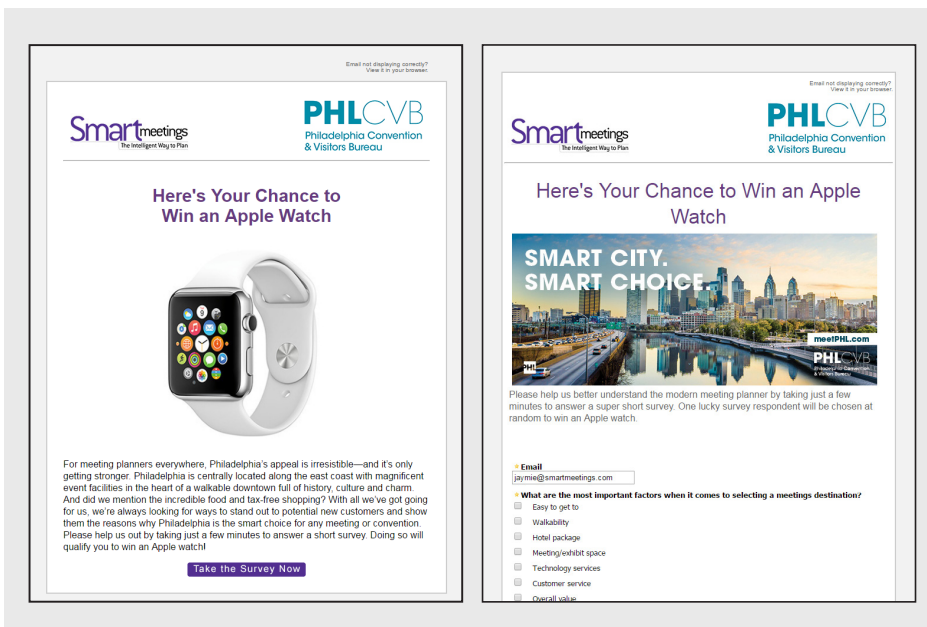 Email not displaying correctly?
View it in your browser.
Smartmeetings
The Intelligent Way to Plan
PHLCVB
Philadelphia Convention
& Visitors Bureau
Here's Your Chance to
Win an Apple Watch
For meeting planners everywhere, Philadelphia's appeal is irresistible—and it's only
getting stronger. Philadelphia is centrally located along the east coast with magnificent
event facilities in the heart of a walkable downtown full of history, culture and charm.
And did we mention the incredible food and tax-free shopping? With all we've got going
for us, we're always looking for ways to stand out to potential new customers and show
them the reasons why Philadelphia is the smart choice for any meeting or convention.
Please help us out by taking just a few minutes to answer a short survey. Doing so will
qualify you to win an Apple watch!
Take the Survey Now
Email not displaying correctly?
View it in your browser.
Smartmeetings
The Intelligent Way to Plan
PHLCVB
Philadelphia Convention
& Visitors Bureau
Here's Your Chance to Win an Apple
Watch
SMART CITY.
SMART CHOICE.
meetPHL.com
PHLCVB
Philadelphia Convention
& Visitors Bureau
PHL
Please help us better understand the modern meeting planner by taking just a few
minutes to answer a super short survey. One lucky survey respondent will be chosen at
random to win an Apple watch.
* Email
jaymie@smartmeetings.com
* What are the most important factors when it comes to selecting a meetings destination?
Easy to get to
Walkability
Hotel package
Meeting/exhibit space
Technology services
Customer service
Overall value